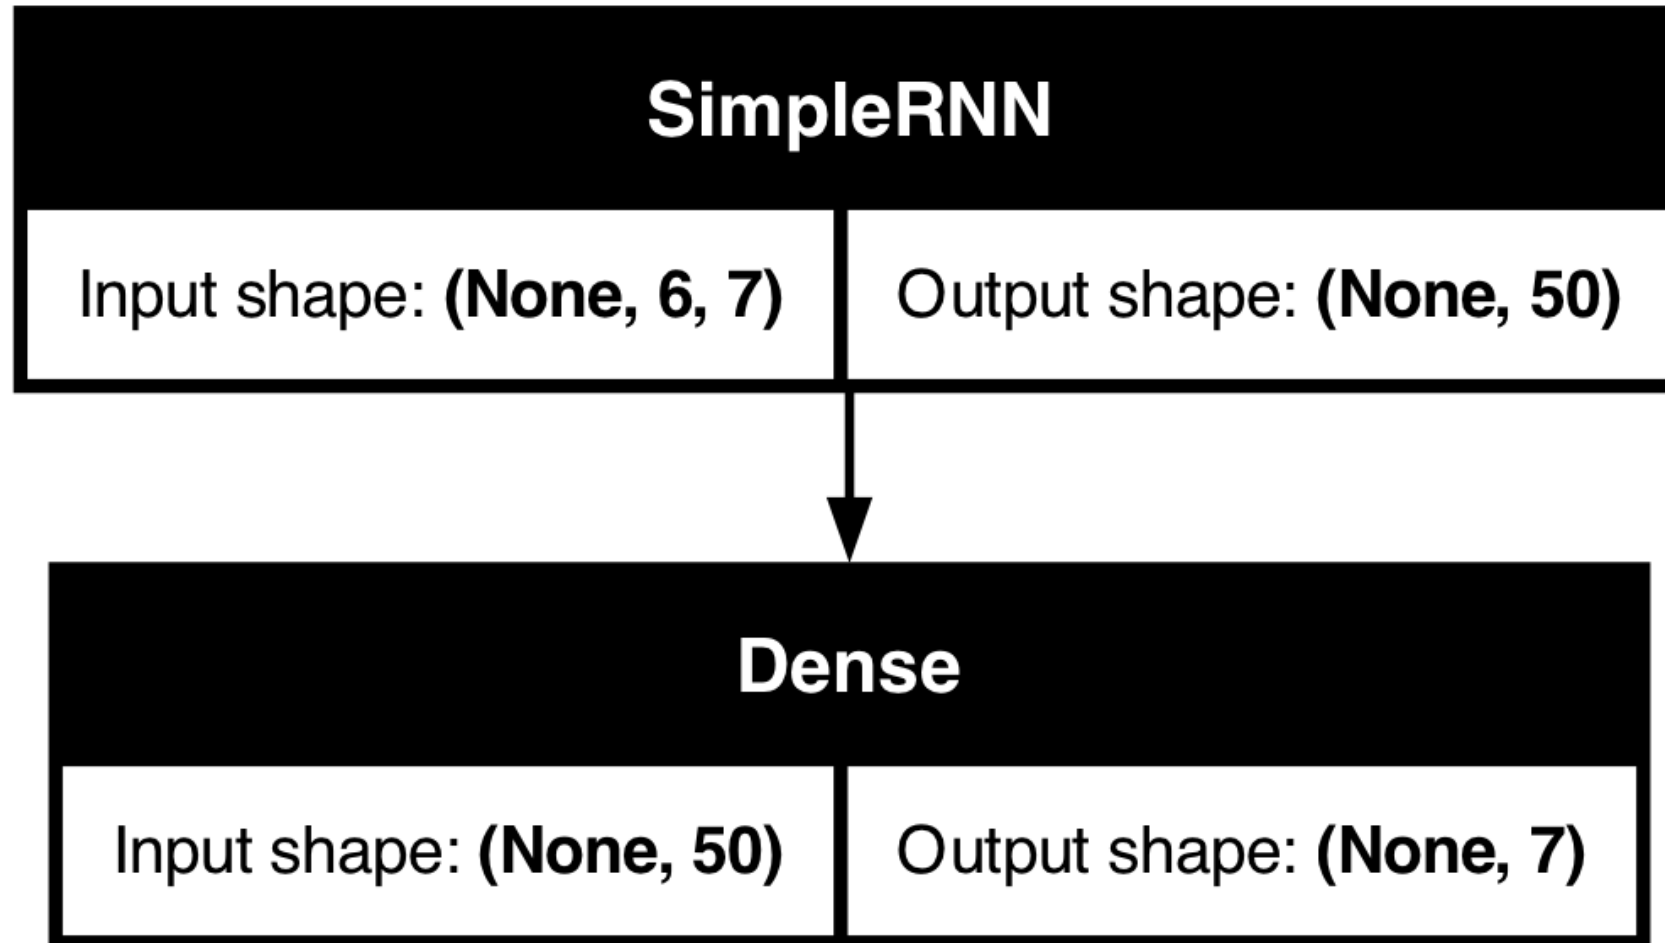 SimpleRNN
Input shape: (None, 6, 7)
Output shape: (None, 50)
Dense
Input shape: (None, 50)
Output shape: (None, 7)